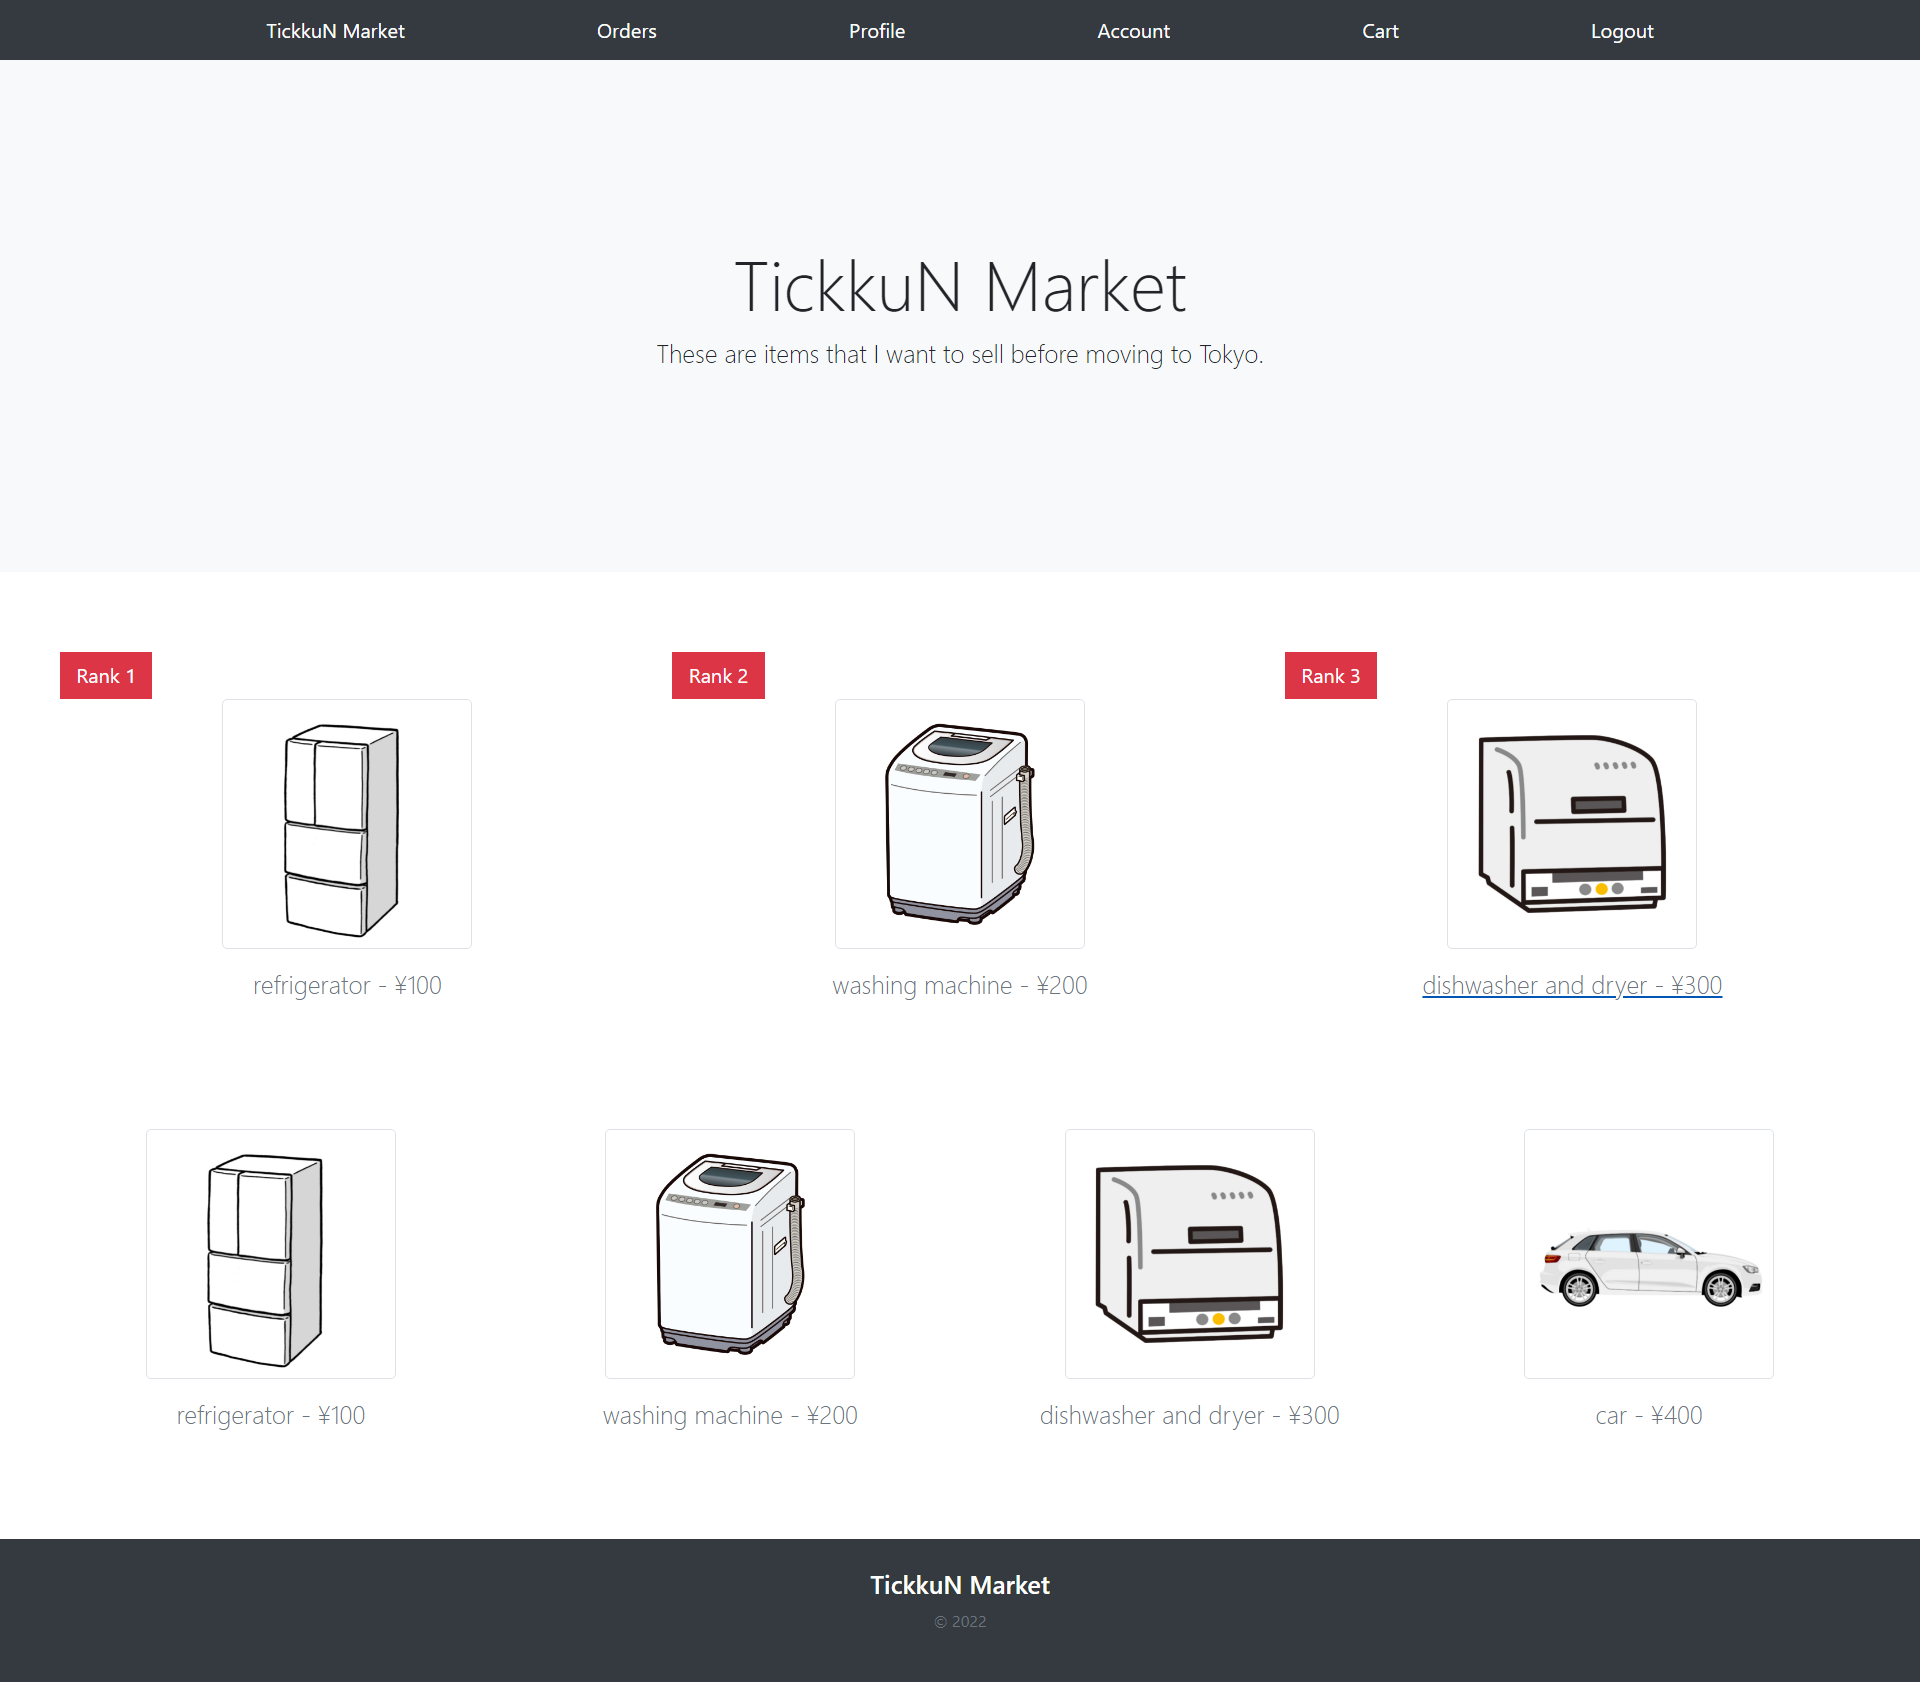 TickkuN Market Orders Profile Account Cart Logout
TickkuN Market
These are items that I want to sell before moving to Tokyo.
Rank 1 Rank 2 Rank 3
refrigerator - ¥100 washing machine - ¥200 dishwasher and dryer - ¥300
refrigerator - ¥100 washing machine - ¥200 dishwasher and dryer - ¥300 car - ¥400
TickkuN Market
© 2022